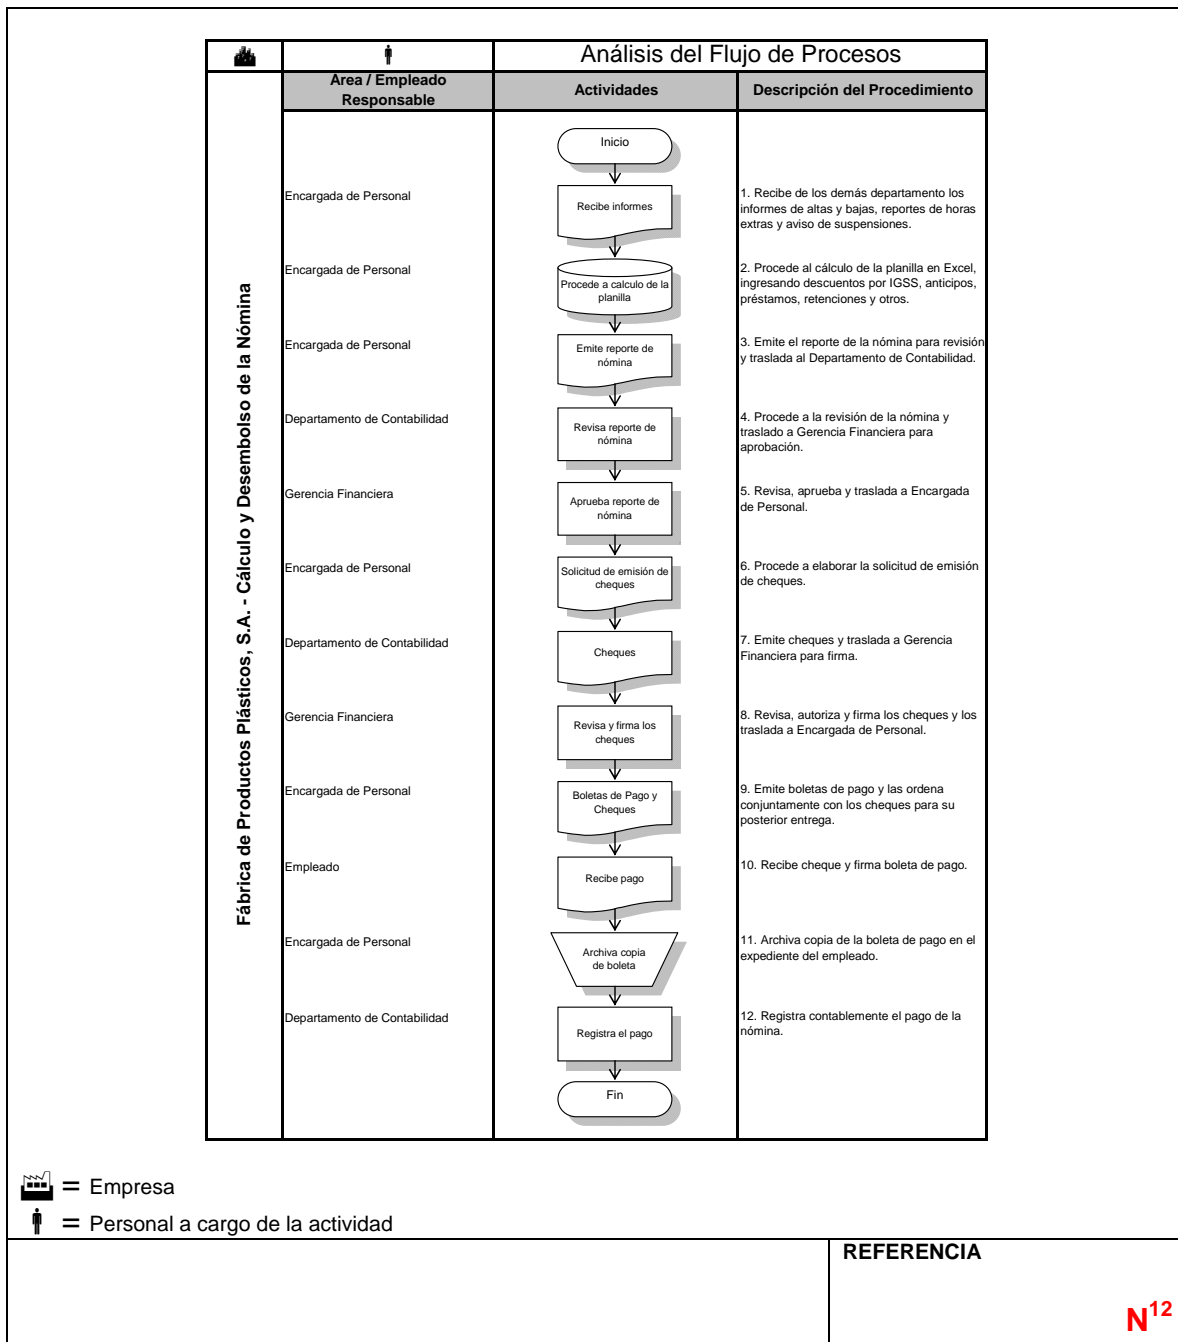 Análisis del Flujo de Procesos
Area / Empleado
Responsable
Actividades
Descripción del Procedimiento
Fábrica de Productos Plásticos, S.A. - Cálculo y Desembolso de la Nómina
Inicio
Encargada de Personal
Recibe informes
1. Recibe de los demás departamento los
informes de altas y bajas, reportes de horas
extras y aviso de suspensiones.
Encargada de Personal
Procede a calculo de la
planilla
2. Procede al cálculo de la planilla en Excel,
ingresando descuentos por IGSS, anticipos,
préstamos, retenciones y otros.
Encargada de Personal
Emite reporte de
nómina
3. Emite el reporte de la nómina para revisión
y traslada al Departamento de Contabilidad.
Departamento de Contabilidad
Revisa reporte de
nómina
4. Procede a la revisión de la nómina y
traslado a Gerencia Financiera para
aprobación.
Gerencia Financiera
Aprueba reporte de
nómina
5. Revisa, aprueba y traslada a Encargada
de Personal.
Encargada de Personal
Solicitud de emisión de
cheques
6. Procede a elaborar la solicitud de emisión
de cheques.
Departamento de Contabilidad
Cheques
7. Emite cheques y traslada a Gerencia
Financiera para firma.
Gerencia Financiera
Revisa y firma los
cheques
8. Revisa, autoriza y firma los cheques y los
traslada a Encargada de Personal.
Encargada de Personal
Boletas de Pago y
Cheques
9. Emite boletas de pago y las ordena
conjuntamente con los cheques para su
posterior entrega.
Empleado
Recibe pago
10. Recibe cheque y firma boleta de pago.
Encargada de Personal
Archiva copia
de boleta
11. Archiva copia de la boleta de pago en el
expediente del empleado.
Departamento de Contabilidad
Registra el pago
12. Registra contablemente el pago de la
nómina.
Fin
= Empresa
= Personal a cargo de la actividad
REFERENCIA
N12